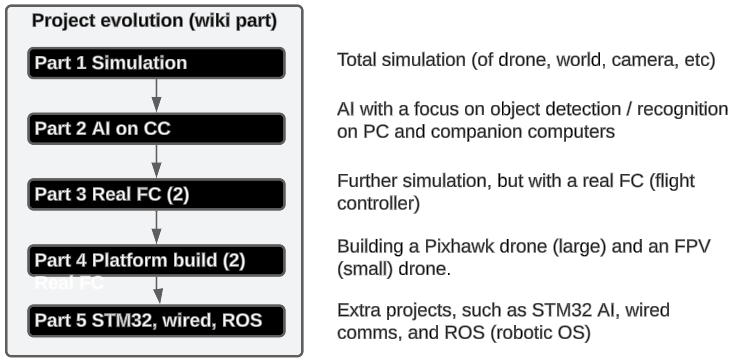 Project evolution (wiki part)
Part 1 Simulation
Total simulation (of drone, world, camera, etc)
Part 2 AI on CC
AI with a focus on object detection / recognition
on PC and companion computers
Part 3 Real FC (2)
Further simulation, but with a real FC (flight
controller)
Part 4 Platform build (2)
Real FC
Building a Pixhawk drone (large) and an FPV
(small) drone.
Part 5 STM32, wired, ROS
Extra projects, such as STM32 AI, wired
comms, and ROS (robotic OS)